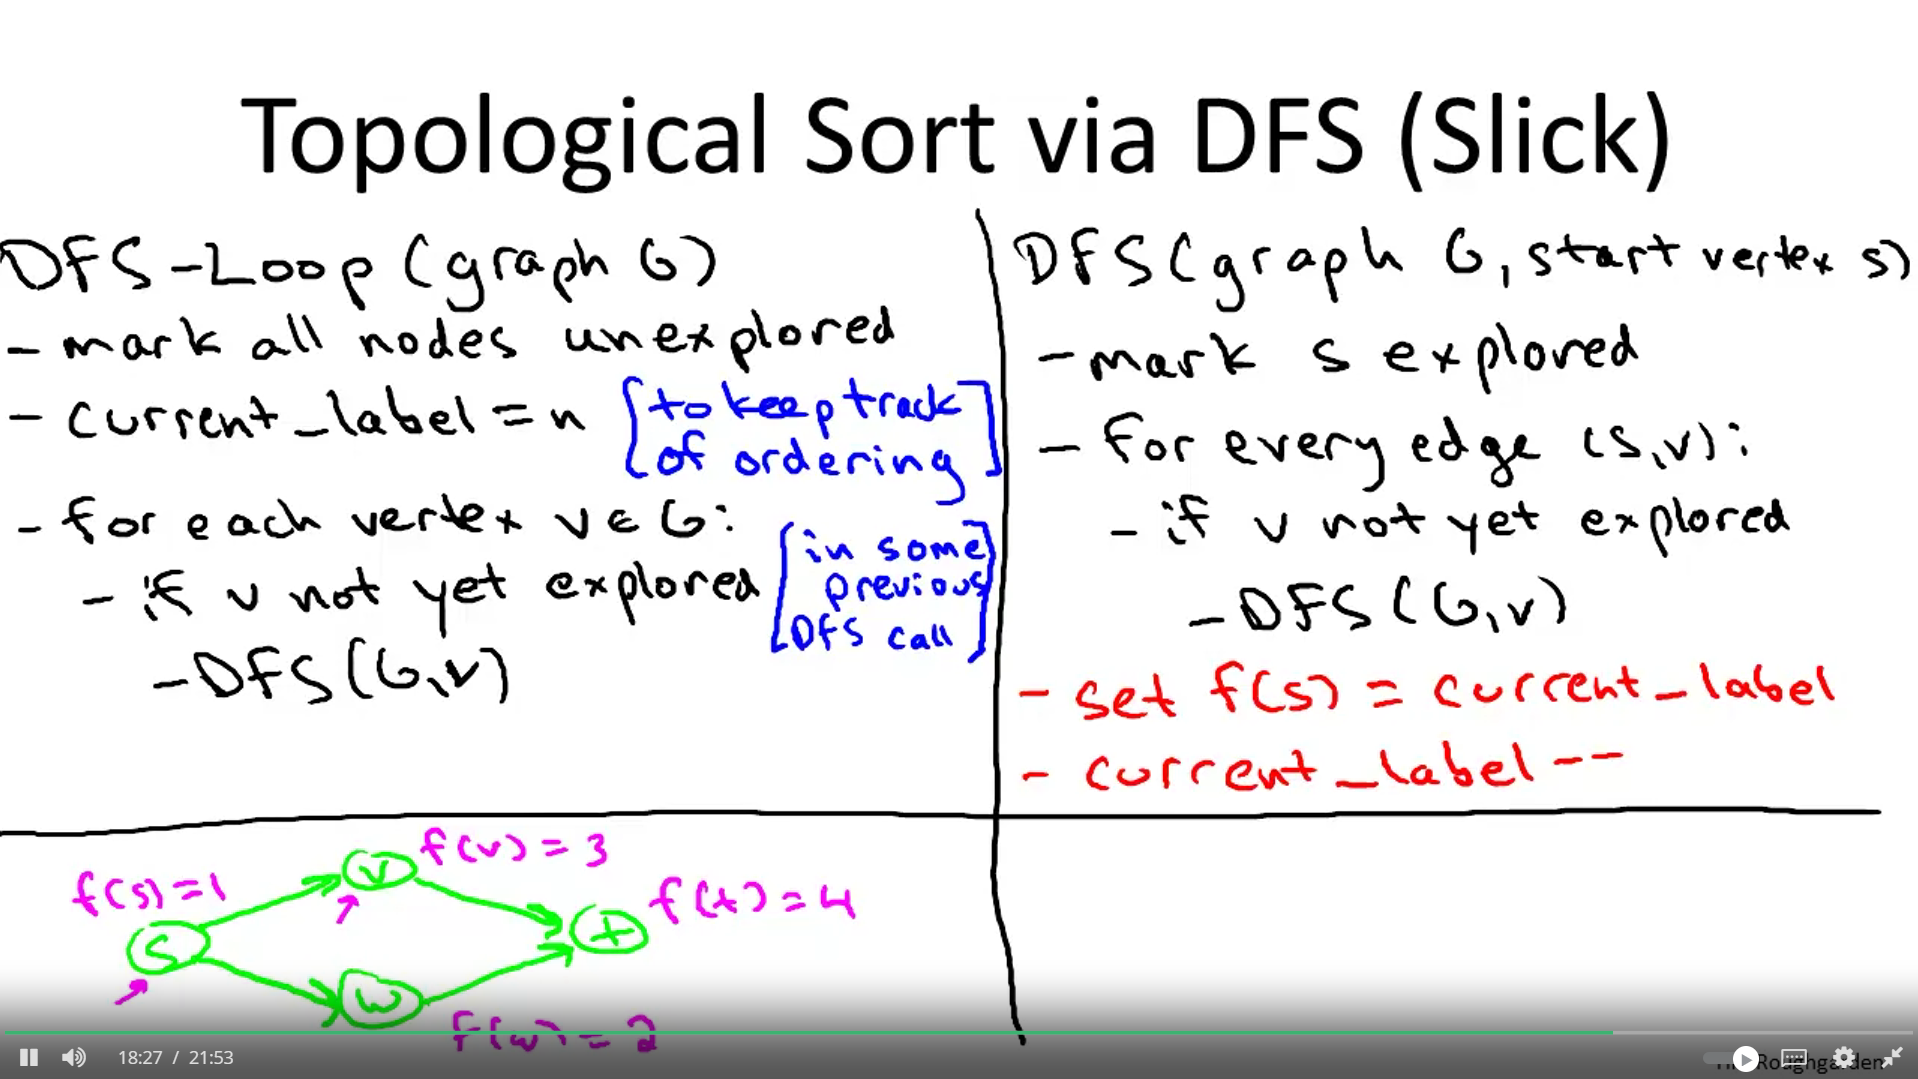 Topological Sort via DFS (Slick)
DFS-Loop (graph G)
- mark all nodes unexplored
- current_label = n [to keep track
of ordering]
- for each vertex v ∈ G:
- if v not yet explored [in some
previous
DFS call]
- DFS(G,v)
DFS(graph G, start vertex s)
- mark s explored
- for every edge (s,v):
- if v not yet explored
- DFS(G,v)
- set f(s) = current_label
- current_label --
f(s)=1
f(v)=3
f(t)=4
f(w)=2
s
v
w
t
18:27 / 21:53
Tim Roughgarden